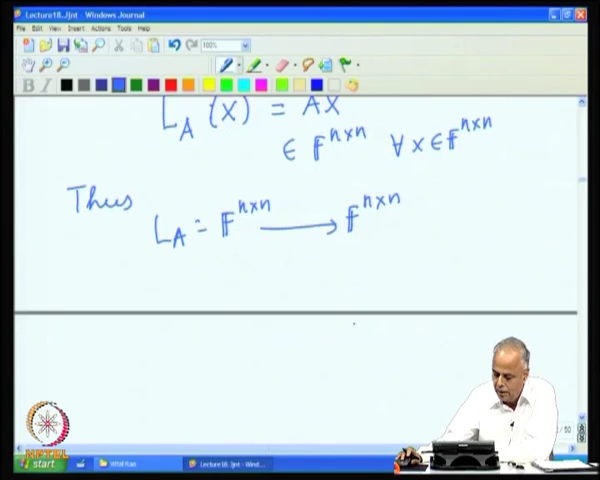 Lecture18.Jnt - Windows Journal
File Edit View Insert Actions Tools Help
100%
L_A (X) = AX
∈ F^{n×n} ∀ x ∈ F^{n×n}
Thus
L_A = F^{n×n} ⟶ F^{n×n}
NPTEL
start
Lecture18.Jnt - Wind...